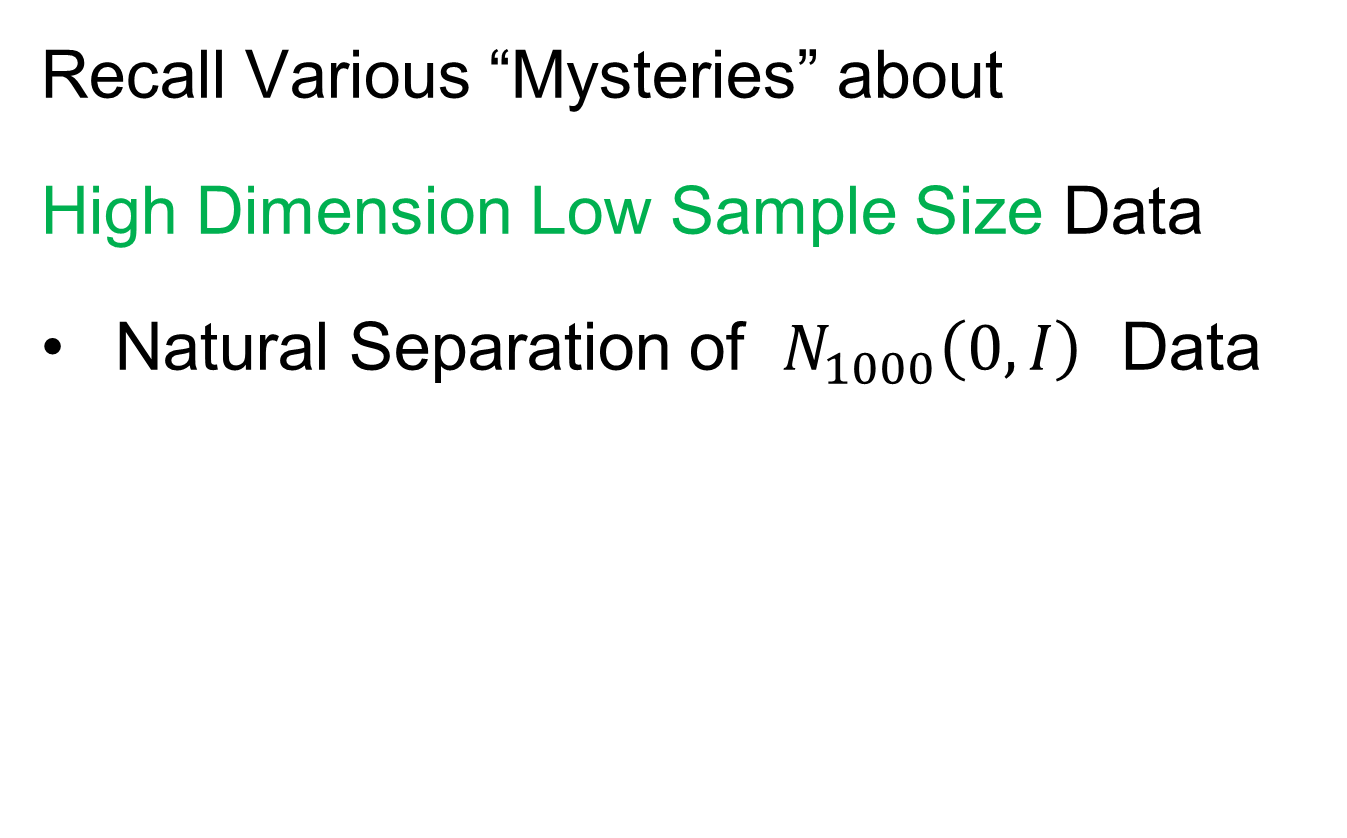 Recall Various “Mysteries” about
High Dimension Low Sample Size Data
• Natural Separation of N₁₀₀₀(0, I) Data